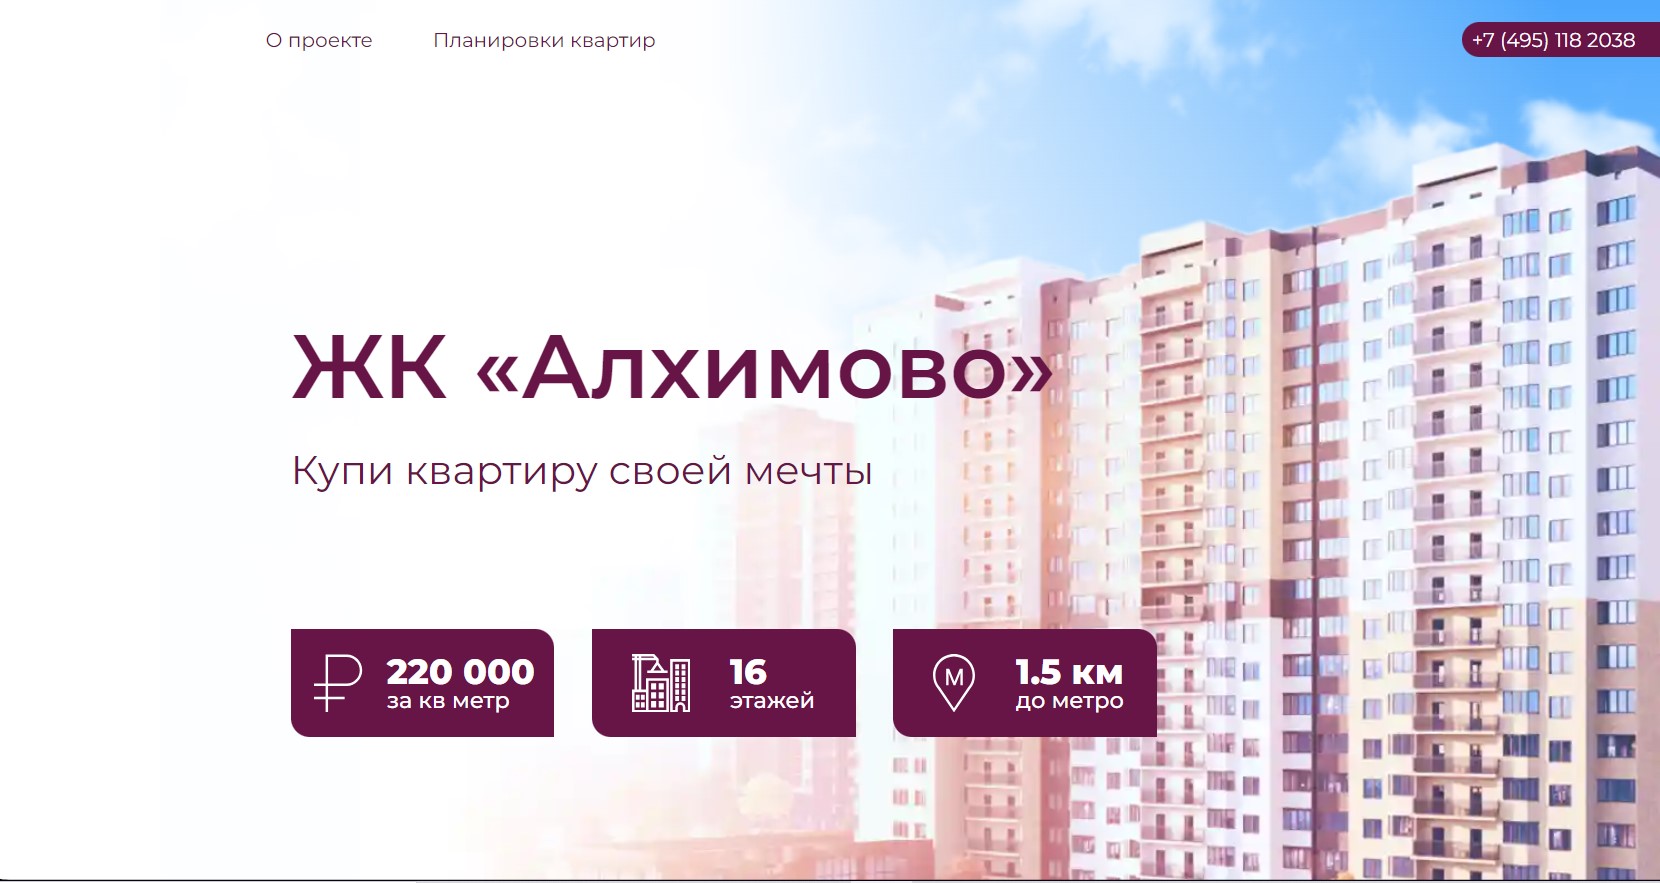 О проекте
Планировки квартир
+7 (495) 118 2038
ЖК «Алхимово»
Купи квартиру своей мечты
220 000
за кв метр
16
этажей
М
1.5 км
до метро